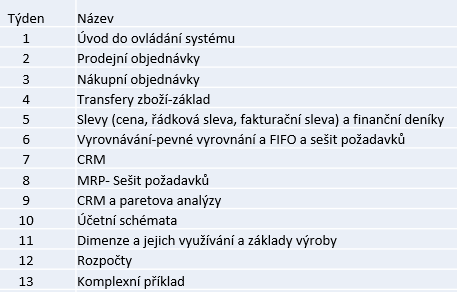 Týden Název
1 Úvod do ovládání systému
2 Prodejní objednávky
3 Nákupní objednávky
4 Transfery zboží-základ
5 Slevy (cena, řádková sleva, fakturační sleva) a finanční deníky
6 Vyrovnávání-pevné vyrovnání a FIFO a sešit požadavků
7 CRM
8 MRP- Sešit požadavků
9 CRM a paretova analýzy
10 Účetní schémata
11 Dimenze a jejich využívání a základy výroby
12 Rozpočty
13 Komplexní příklad